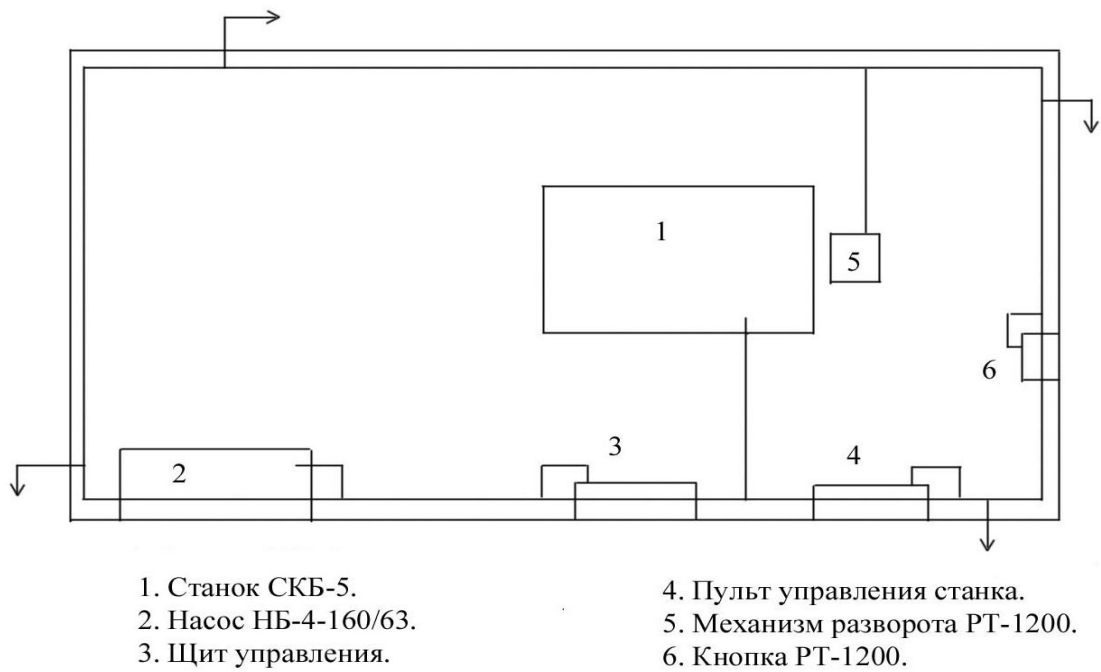 1
5
6
3
4
2
1. Станок СКБ-5.
2. Насос НБ-4-160/63.
3. Щит управления.
4. Пульт управления станка.
5. Механизм разворота РТ-1200.
6. Кнопка РТ-1200.